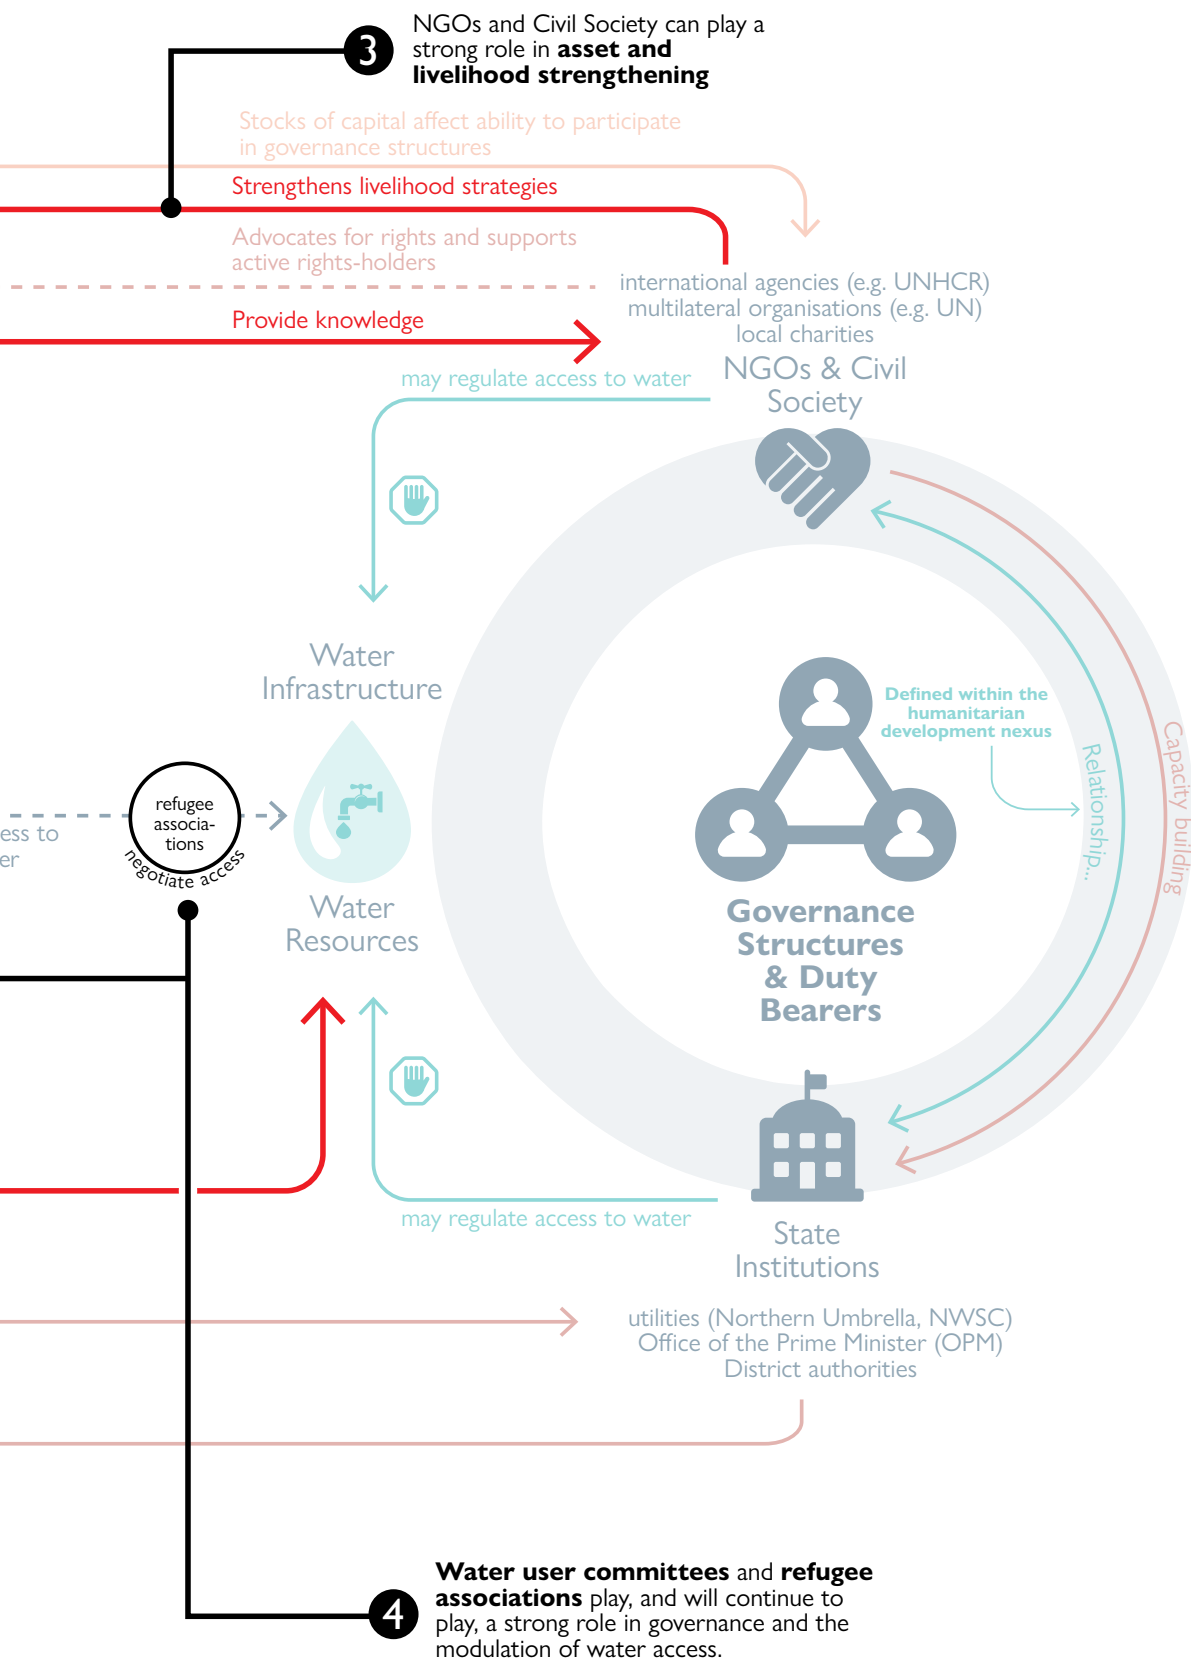 3
NGOs and Civil Society can play a
strong role in asset and
livelihood strengthening
Stocks of capital affect ability to participate
in governance structures
Strengthens livelihood strategies
Advocates for rights and supports
active rights-holders
Provide knowledge
international agencies (e.g. UNHCR)
multilateral organisations (e.g. UN)
local charities
NGOs & Civil
Society
may regulate access to water
Water
Infrastructure
Defined within the
humanitarian
development nexus
Relationship...
Capacity building
refugee
associa-
tions
negotiate access
ess to
er
Water
Resources
Governance
Structures
& Duty
Bearers
may regulate access to water
State
Institutions
utilities (Northern Umbrella, NWSC)
Office of the Prime Minister (OPM)
District authorities
4
Water user committees and refugee
associations play, and will continue to
play, a strong role in governance and the
modulation of water access.